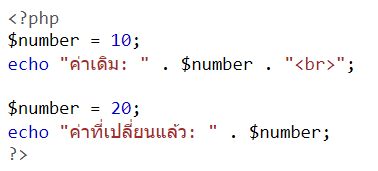 <?php
$number = 10;
echo "ค่าเดิม: " . $number . "<br>";
$number = 20;
echo "ค่าที่เปลี่ยนแล้ว: " . $number;
?>